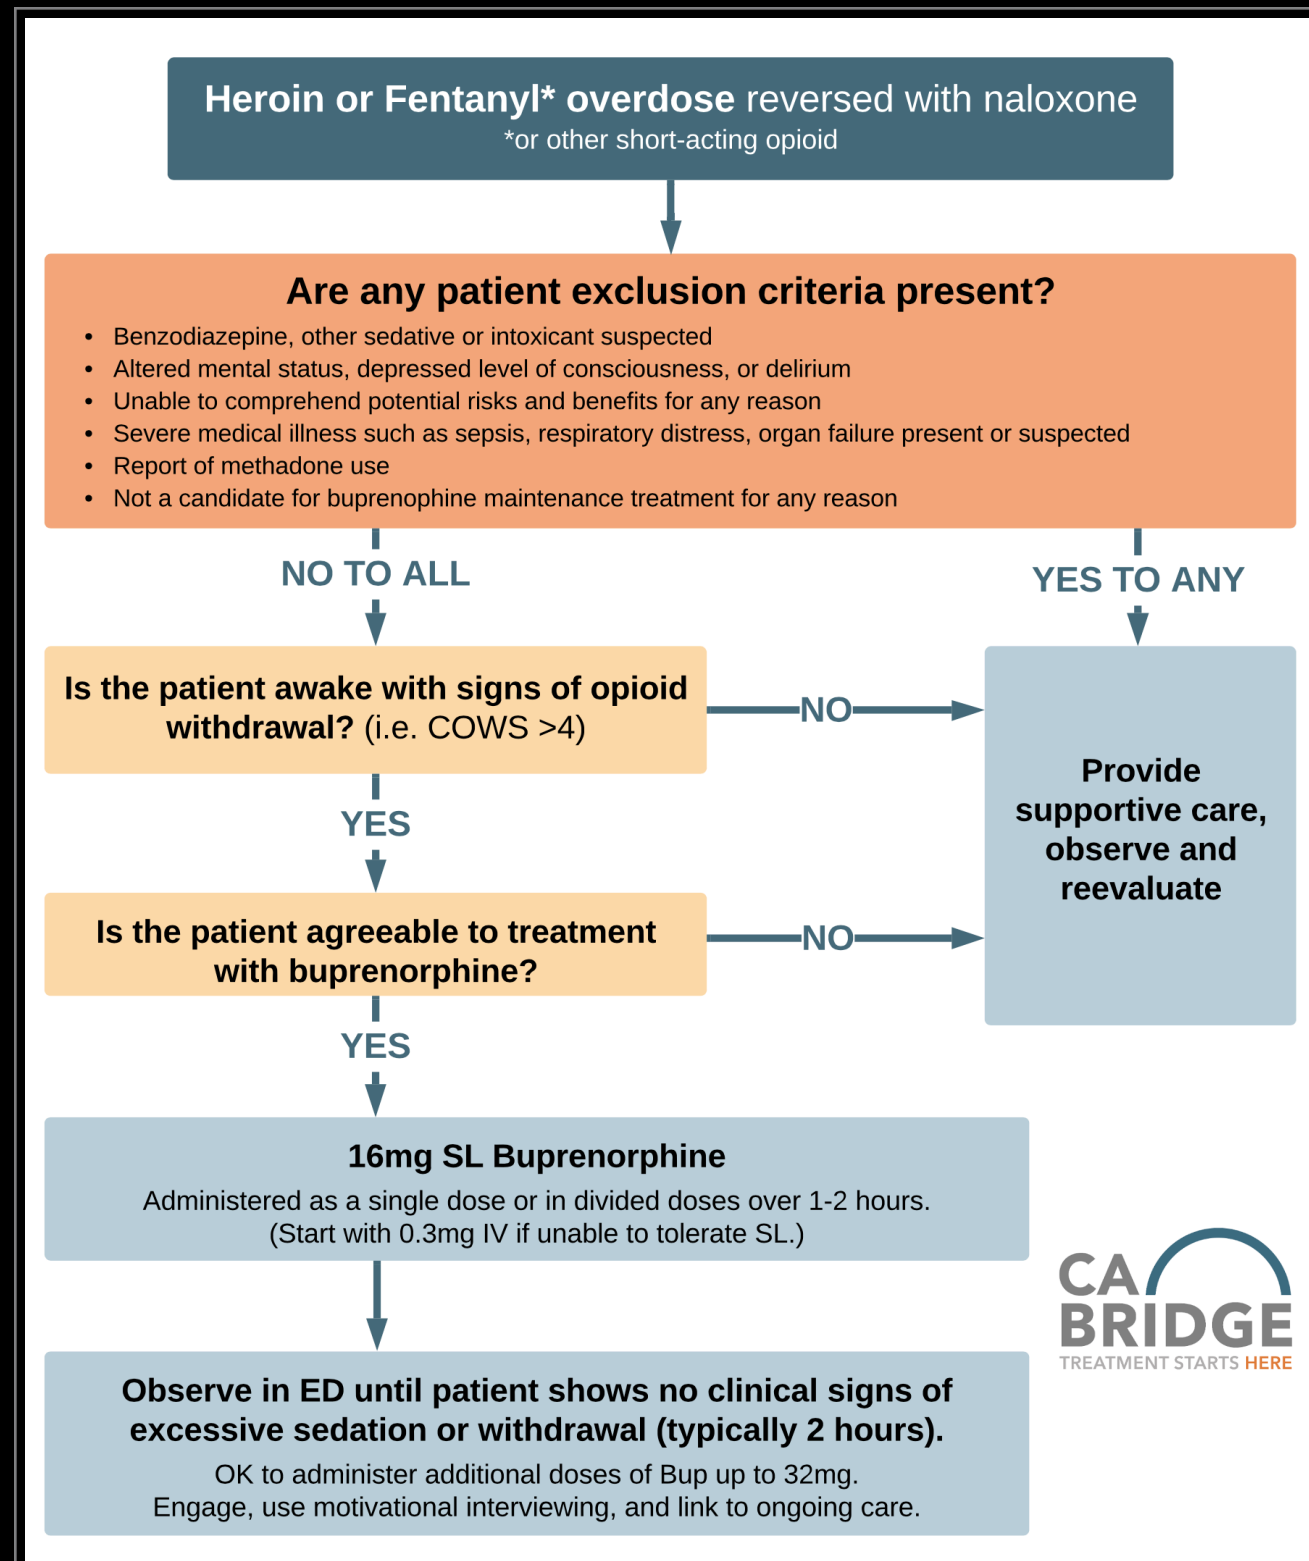 Heroin or Fentanyl* overdose reversed with naloxone
*or other short-acting opioid
Are any patient exclusion criteria present?
• Benzodiazepine, other sedative or intoxicant suspected
• Altered mental status, depressed level of consciousness, or delirium
• Unable to comprehend potential risks and benefits for any reason
• Severe medical illness such as sepsis, respiratory distress, organ failure present or suspected
• Report of methadone use
• Not a candidate for buprenophine maintenance treatment for any reason
NO TO ALL
YES TO ANY
Is the patient awake with signs of opioid
withdrawal? (i.e. COWS >4)
NO
YES
Is the patient agreeable to treatment
with buprenorphine?
NO
Provide
supportive care,
observe and
reevaluate
YES
16mg SL Buprenorphine
Administered as a single dose or in divided doses over 1-2 hours.
(Start with 0.3mg IV if unable to tolerate SL.)
Observe in ED until patient shows no clinical signs of
excessive sedation or withdrawal (typically 2 hours).
OK to administer additional doses of Bup up to 32mg.
Engage, use motivational interviewing, and link to ongoing care.
CA
BRIDGE
TREATMENT STARTS HERE